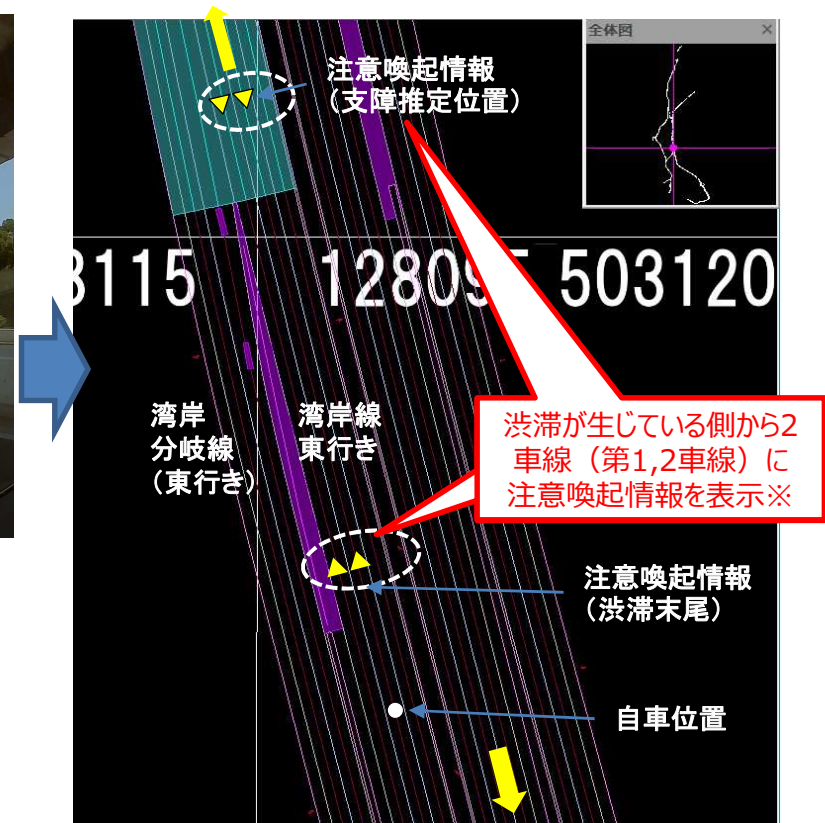 注意喚起情報
（支障推定位置）
全体図
×
3115
128095
503120
湾岸
分岐線
（東行き）
湾岸線
東行き
渋滞が生じている側から2
車線（第1,2車線）に
注意喚起情報を表示※
注意喚起情報
（渋滞末尾）
自車位置